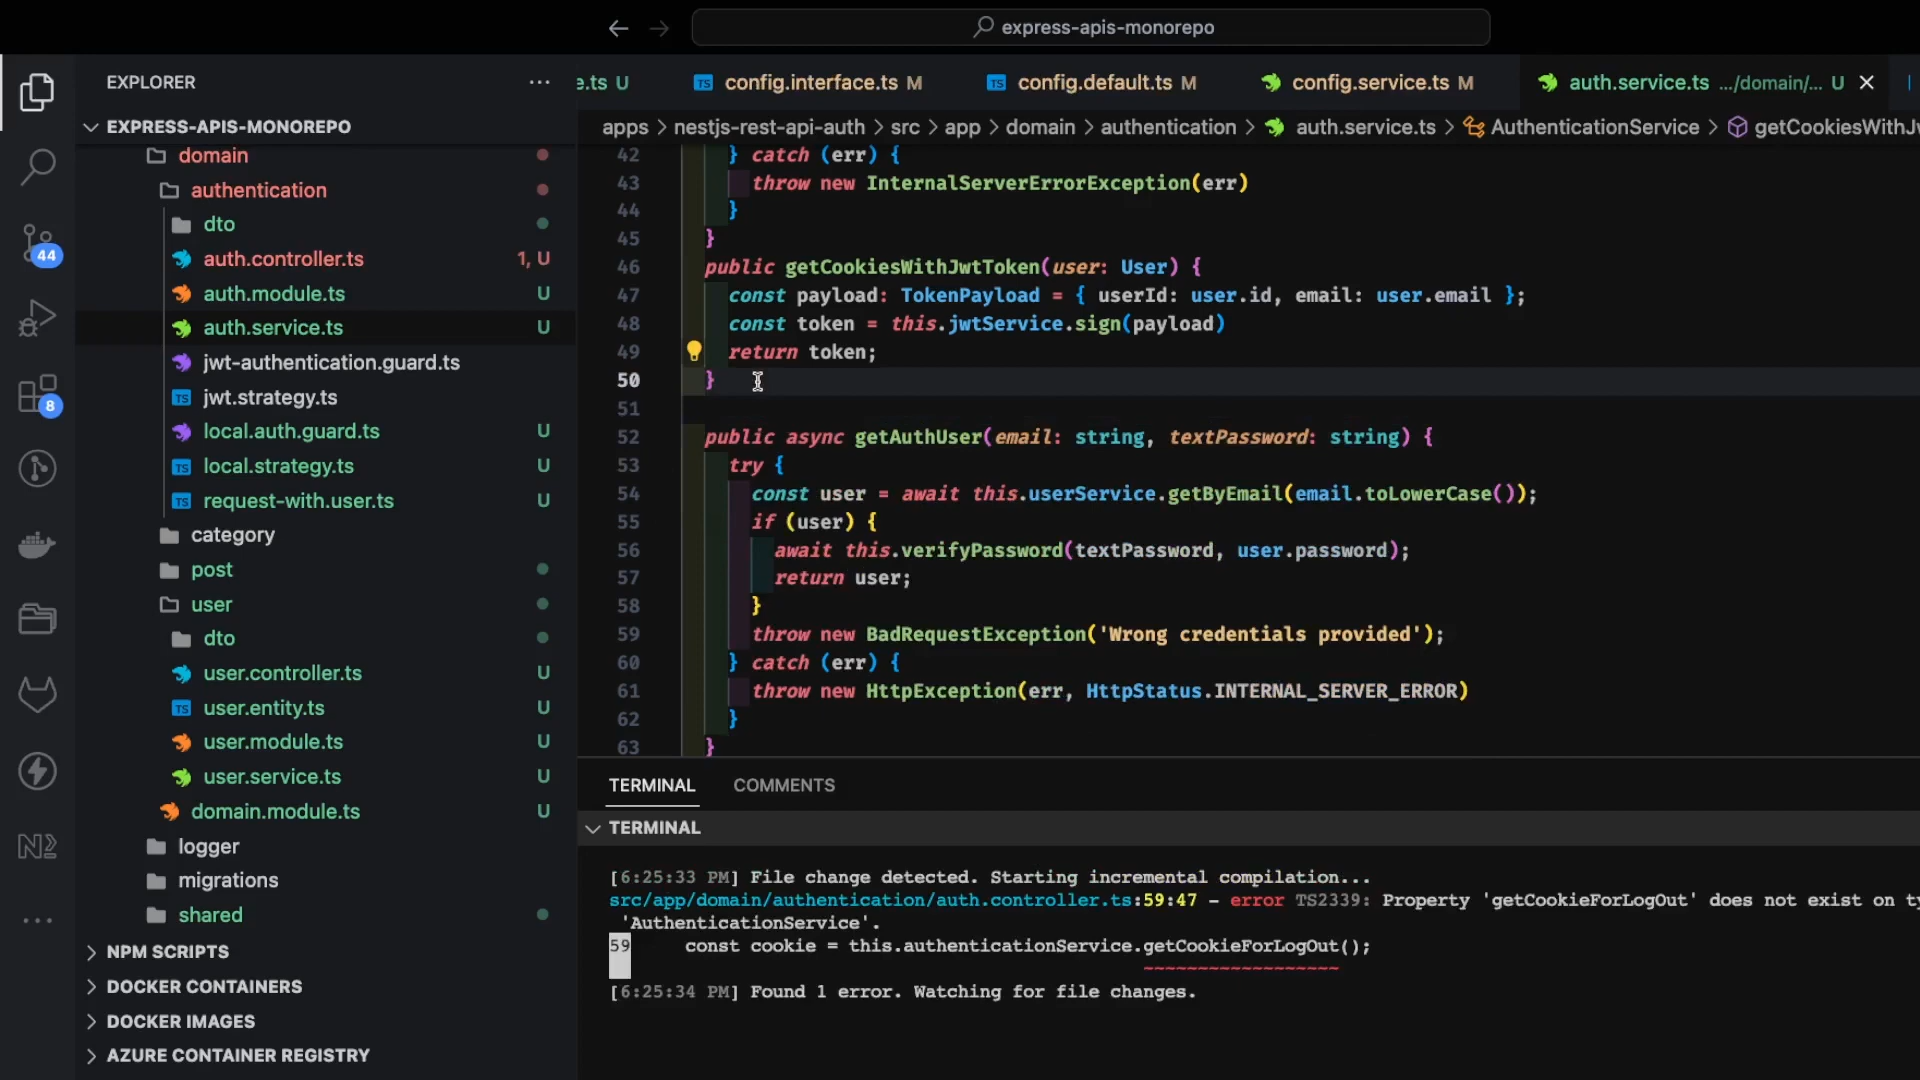 express-apis-monorepo
EXPLORER
e.ts U
config.interface.ts M
config.default.ts M
config.service.ts M
auth.service.ts .../domain/... U
EXPRESS-APIS-MONOREPO
apps > nestjs-rest-api-auth > src > app > domain > authentication > auth.service.ts > AuthenticationService > getCookiesWithJw
domain
authentication
dto
auth.controller.ts 1, U
auth.module.ts U
auth.service.ts U
jwt-authentication.guard.ts
jwt.strategy.ts
local.auth.guard.ts U
local.strategy.ts U
request-with.user.ts U
category
post
user
dto
user.controller.ts U
user.entity.ts U
user.module.ts U
user.service.ts U
domain.module.ts U
logger
migrations
shared
NPM SCRIPTS
DOCKER CONTAINERS
DOCKER IMAGES
AZURE CONTAINER REGISTRY
44
8
42 } catch (err) {
43 throw new InternalServerErrorException(err)
44 }
45 }
46 public getCookiesWithJwtToken(user: User) {
47 const payload: TokenPayload = { userId: user.id, email: user.email };
48 const token = this.jwtService.sign(payload)
49 return token;
50 }
51
52 public async getAuthUser(email: string, textPassword: string) {
53 try {
54 const user = await this.userService.getByEmail(email.toLowerCase());
55 if (user) {
56 await this.verifyPassword(textPassword, user.password);
57 return user;
58 }
59 throw new BadRequestException('Wrong credentials provided');
60 } catch (err) {
61 throw new HttpException(err, HttpStatus.INTERNAL_SERVER_ERROR)
62 }
63 }
TERMINAL COMMENTS
TERMINAL
[6:25:33 PM] File change detected. Starting incremental compilation...
src/app/domain/authentication/auth.controller.ts:59:47 - error TS2339: Property 'getCookieForLogOut' does not exist on ty
'AuthenticationService'.
59 const cookie = this.authenticationService.getCookieForLogOut();
[6:25:34 PM] Found 1 error. Watching for file changes.